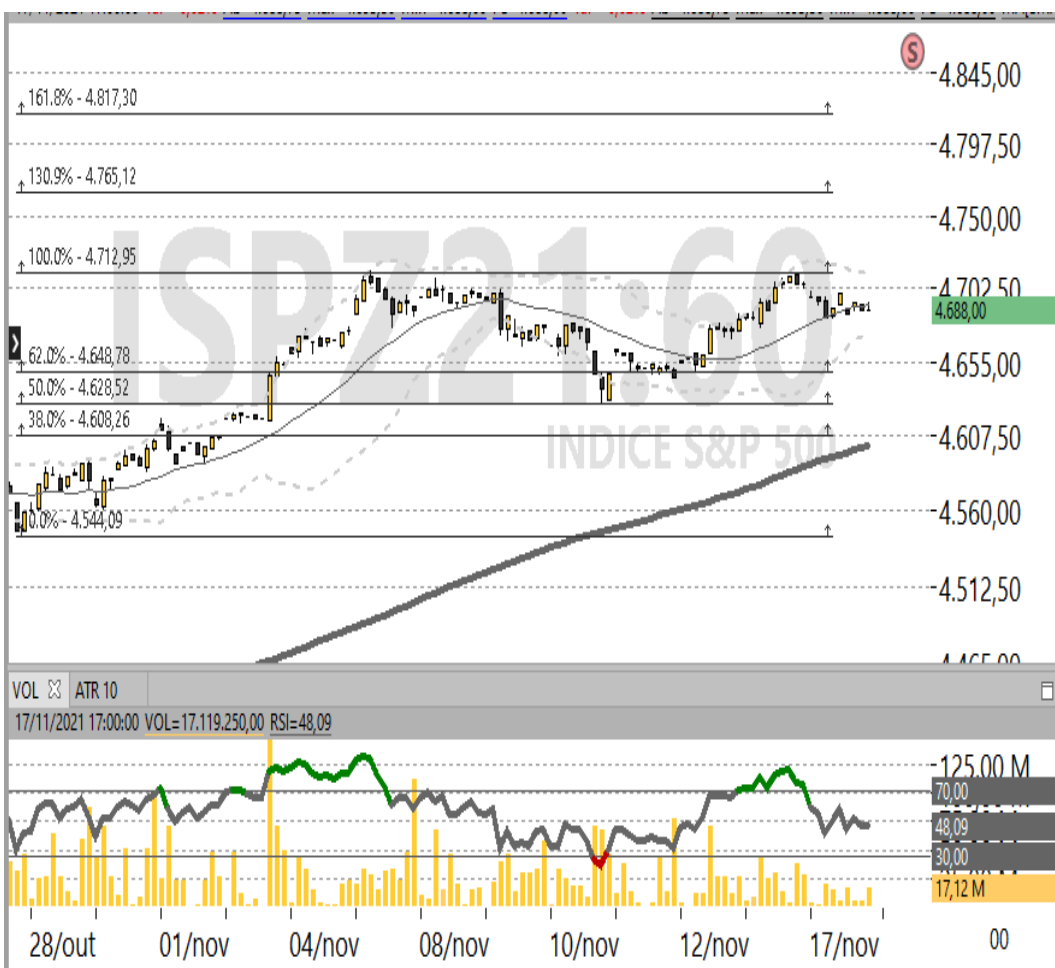 S
4.845,00
161.8% - 4.817,30
4.797,50
130.9% - 4.765,12
4.750,00
100.0% - 4.712,95
4.702,50
4.688,00
ISPZ21:60
62.0% - 4.648,78
4.655,00
50.0% - 4.628,52
38.0% - 4.608,26
4.607,50
INDICE S&P 500
4.560,00
0.0% - 4.544,09
4.512,50
VOL ATR 10
17/11/2021 17:00:00 VOL=17.119.250,00 RSI=48,09
125,00 M
70,00
48,09
30,00
17,12 M
28/out 01/nov 04/nov 08/nov 10/nov 12/nov 17/nov 00